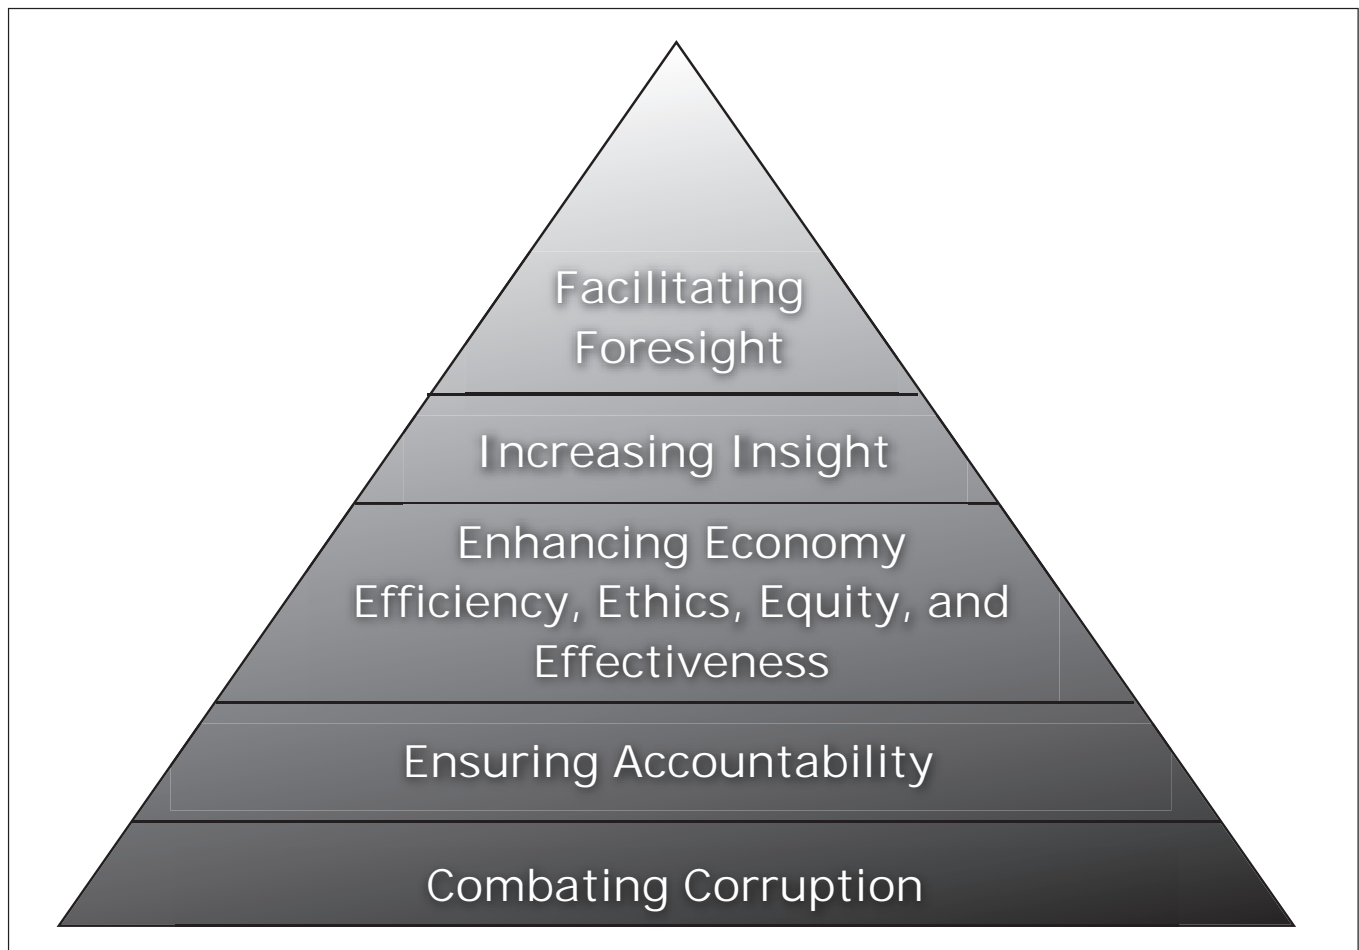 Facilitating
Foresight
Increasing Insight
Enhancing Economy
Efficiency, Ethics, Equity, and
Effectiveness
Ensuring Accountability
Combating Corruption